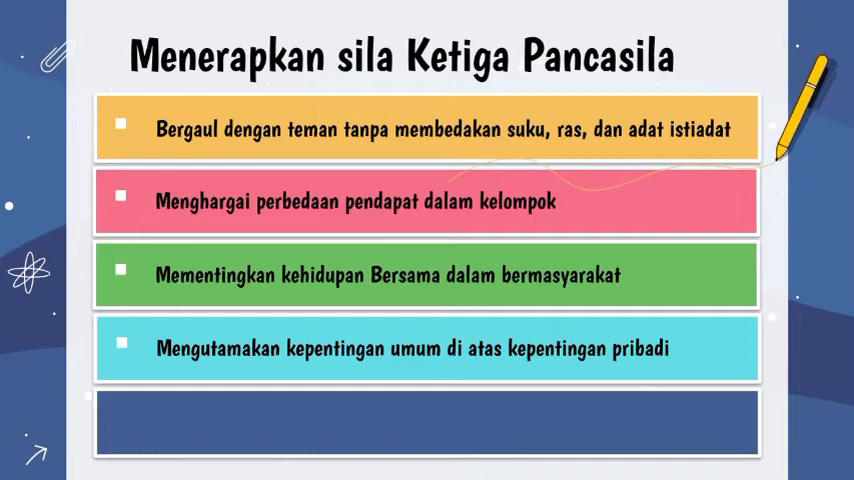 Menerapkan sila Ketiga Pancasila
Bergaul dengan teman tanpa membedakan suku, ras, dan adat istiadat
Menghargai perbedaan pendapat dalam kelompok
Mementingkan kehidupan Bersama dalam bermasyarakat
Mengutamakan kepentingan umum di atas kepentingan pribadi